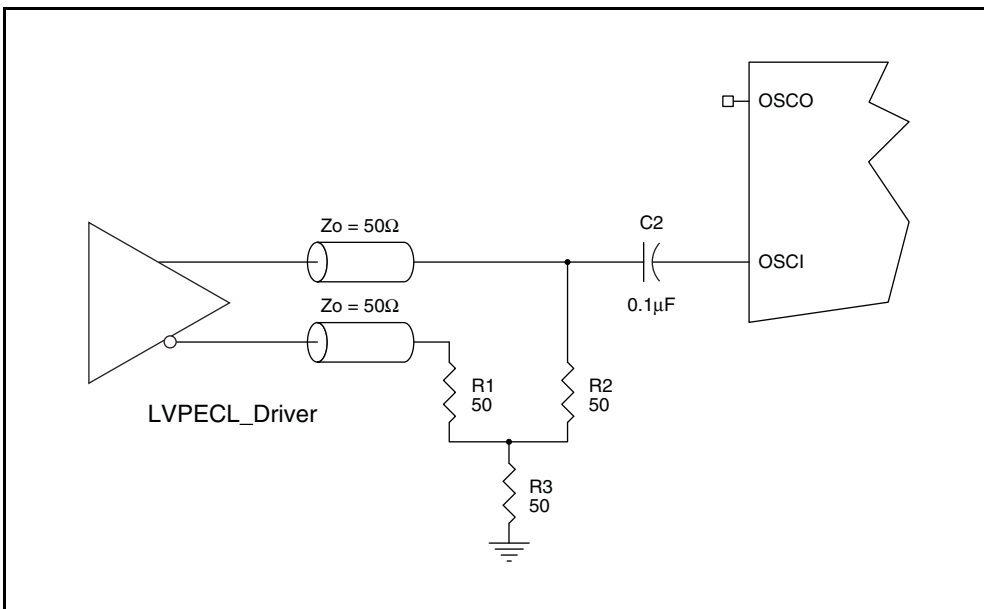 OSCO
C2
Zo = 50Ω
OSCI
0.1μF
Zo = 50Ω
R1
50
R2
50
LVPECL_Driver
R3
50